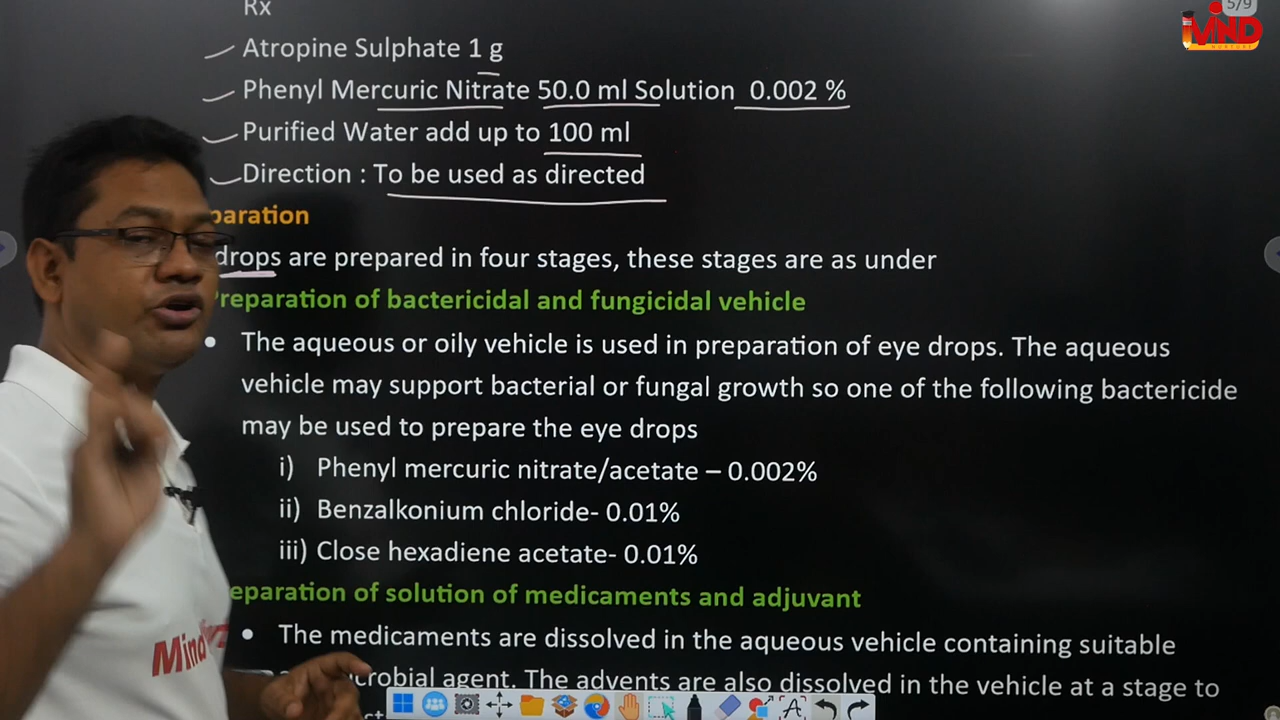 Rx
5/9
MIND
Atropine Sulphate 1 g
Phenyl Mercuric Nitrate 50.0 ml Solution 0.002 %
Purified Water add up to 100 ml
Direction : To be used as directed
paration
drops are prepared in four stages, these stages are as under
reparation of bactericidal and fungicidal vehicle
• The aqueous or oily vehicle is used in preparation of eye drops. The aqueous
vehicle may support bacterial or fungal growth so one of the following bactericide
may be used to prepare the eye drops
i) Phenyl mercuric nitrate/acetate – 0.002%
ii) Benzalkonium chloride- 0.01%
iii) Close hexadiene acetate- 0.01%
eparation of solution of medicaments and adjuvant
• The medicaments are dissolved in the aqueous vehicle containing suitable
crobial agent. The advents are also dissolved in the vehicle at a stage to
Mind